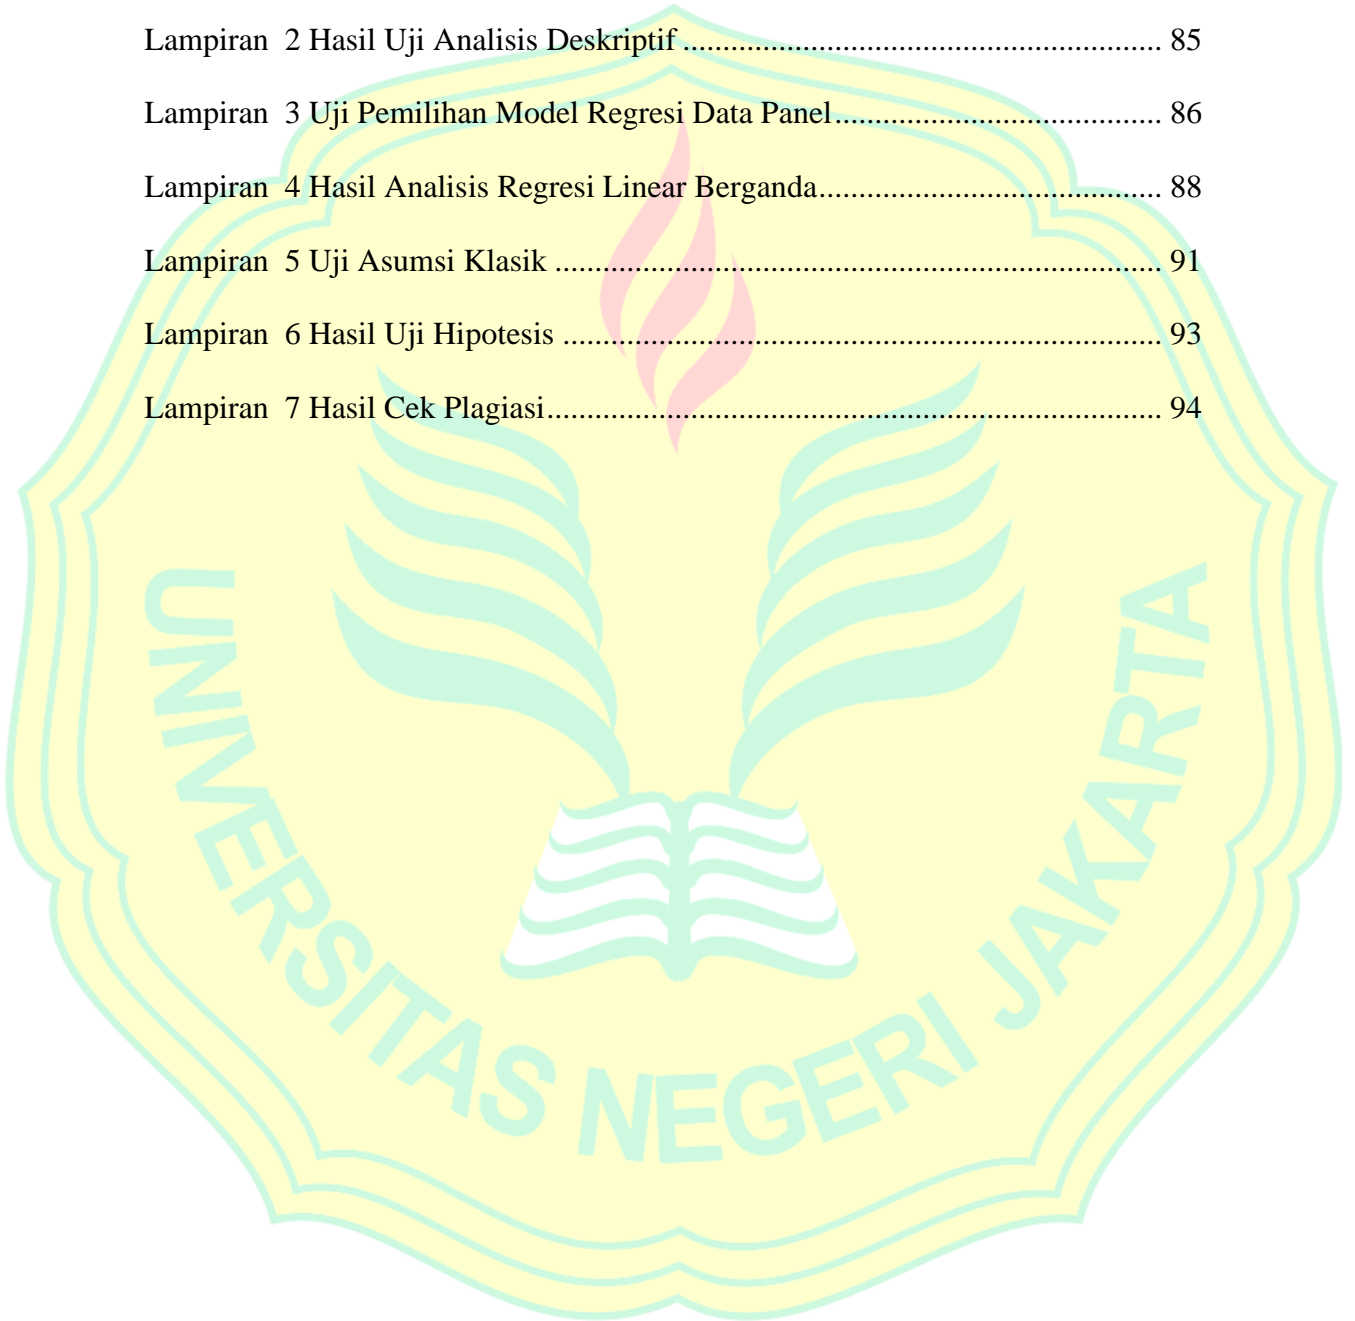 Lampiran  2 Hasil Uji Analisis Deskriptif ............................................................ 85
Lampiran  3 Uji Pemilihan Model Regresi Data Panel......................................... 86
Lampiran  4 Hasil Analisis Regresi Linear Berganda........................................... 88
Lampiran  5 Uji Asumsi Klasik ............................................................................ 91
Lampiran  6 Hasil Uji Hipotesis ........................................................................... 93
Lampiran  7 Hasil Cek Plagiasi............................................................................. 94
UNIVERSITAS NEGERI JAKARTA